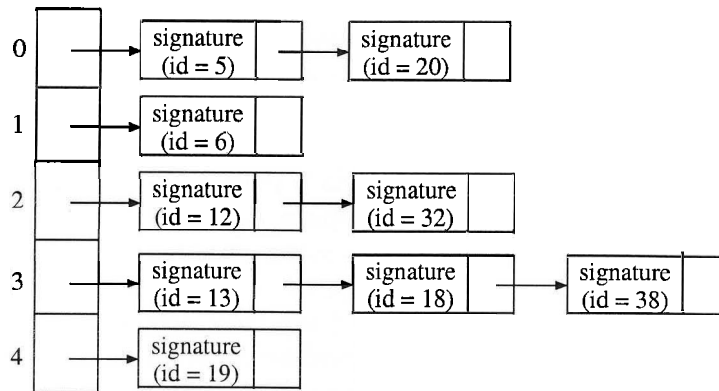 0
signature
(id = 5)
signature
(id = 20)
1
signature
(id = 6)
2
signature
(id = 12)
signature
(id = 32)
3
signature
(id = 13)
signature
(id = 18)
signature
(id = 38)
4
signature
(id = 19)